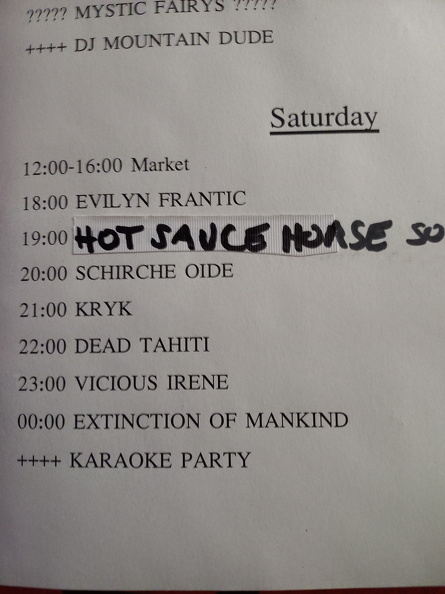 ????? MYSTIC FAIRYS ?????
++++ DJ MOUNTAIN DUDE
Saturday
12:00-16:00 Market
18:00 EVILYN FRANTIC
19:00 HOT SAUCE HORSE SO
20:00 SCHIRCHE OIDE
21:00 KRYK
22:00 DEAD TAHITI
23:00 VICIOUS IRENE
00:00 EXTINCTION OF MANKIND
++++ KARAOKE PARTY